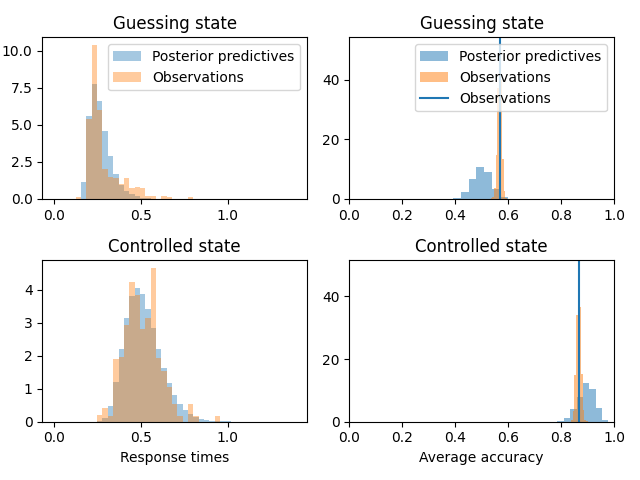 Guessing state
10.0
7.5
5.0
2.5
0.0
0.0 0.5 1.0
Posterior predictives
Observations
Guessing state
40
20
0
0.0 0.2 0.4 0.6 0.8 1.0
Posterior predictives
Observations
Observations
Controlled state
4
3
2
1
0
0.0 0.5 1.0
Response times
Controlled state
40
20
0
0.0 0.2 0.4 0.6 0.8 1.0
Average accuracy